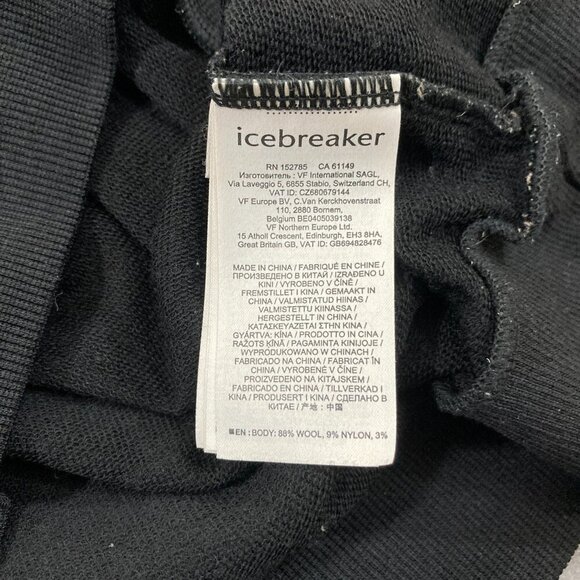 icebreaker
RN 152785 CA 61149
Изготовитель : VF International SAGL,
Via Laveggio 5, 6855 Stabio, Switzerland CH,
VAT ID: CZ680679144
VF Europe BV, C.Van Kerckhovenstraat
110, 2880 Bornem,
Belgium BE0405039138
VF Northern Europe Ltd.
15 Atholl Crescent, Edinburgh, EH3 8HA,
Great Britain GB, VAT ID: GB694828476
MADE IN CHINA / FABRIQUÉ EN CHINE /
ПРОИЗВЕДЕНО В КИТАЙ / IZRAĐENO U
KINI / VYROBENO V ČÍNĚ /
FREMSTILLET I KINA / GEMAAKT IN
CHINA / VALMISTATUD HIINAS /
VALMISTETTU KIINASSA /
HERGESTELLT IN CHINA /
ΚΑΤΑΣΚΕΥΑΖΕΤΑΙ ΣΤΗΝ ΚΙΝΑ /
GYÁRTVA: KÍNA / PRODOTTO IN CINA /
RAŽOTS ĶĪNĀ / PAGAMINTA KINIJOJE /
WYPRODUKOWANO W CHINACH /
FABRICADO NA CHINA / FABRICAT ÎN
CHINA / VYROBENÉ V ČÍNE /
PROIZVEDENO NA KITAJSKEM /
FABRICADO EN CHINA / TILLVERKAD I
KINA / PRODUSERT I KINA / СДЕЛАНО В
КИТАЕ / 产地 : 中国
EN : BODY: 88% WOOL, 9% NYLON, 3%